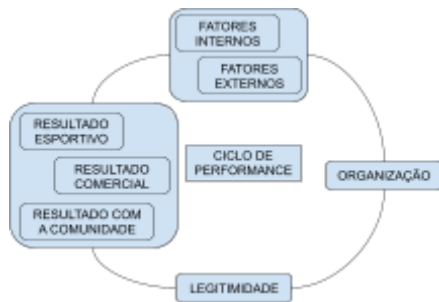 FATORES
INTERNOS
FATORES
EXTERNOS
RESULTADO
ESPORTIVO
RESULTADO
COMERCIAL
RESULTADO COM
A COMUNIDADE
CICLO DE
PERFORMANCE
ORGANIZAÇÃO
LEGITIMIDADE